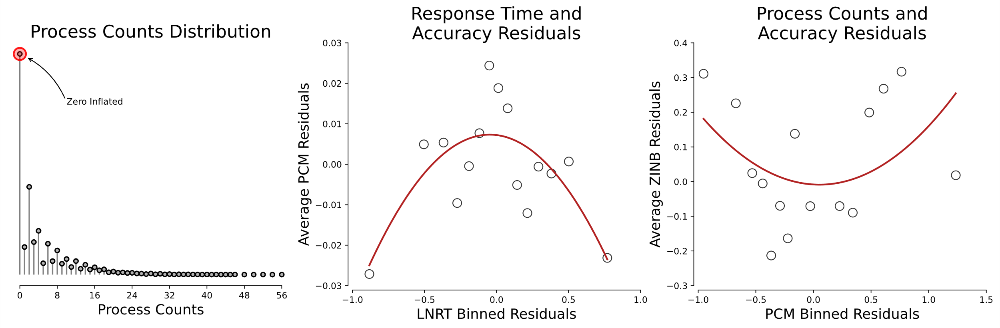 Process Counts Distribution
Zero Inflated
0 8 16 24 32 40 48 56
Process Counts
Response Time and
Accuracy Residuals
Average PCM Residuals
0.03
0.02
0.01
0.00
−0.01
−0.02
−0.03
−1.0 −0.5 0.0 0.5 1.0
LNRT Binned Residuals
Process Counts and
Accuracy Residuals
Average ZINB Residuals
0.4
0.3
0.2
0.1
0.0
−0.1
−0.2
−0.3
−1.0 −0.5 0.0 0.5 1.0 1.5
PCM Binned Residuals